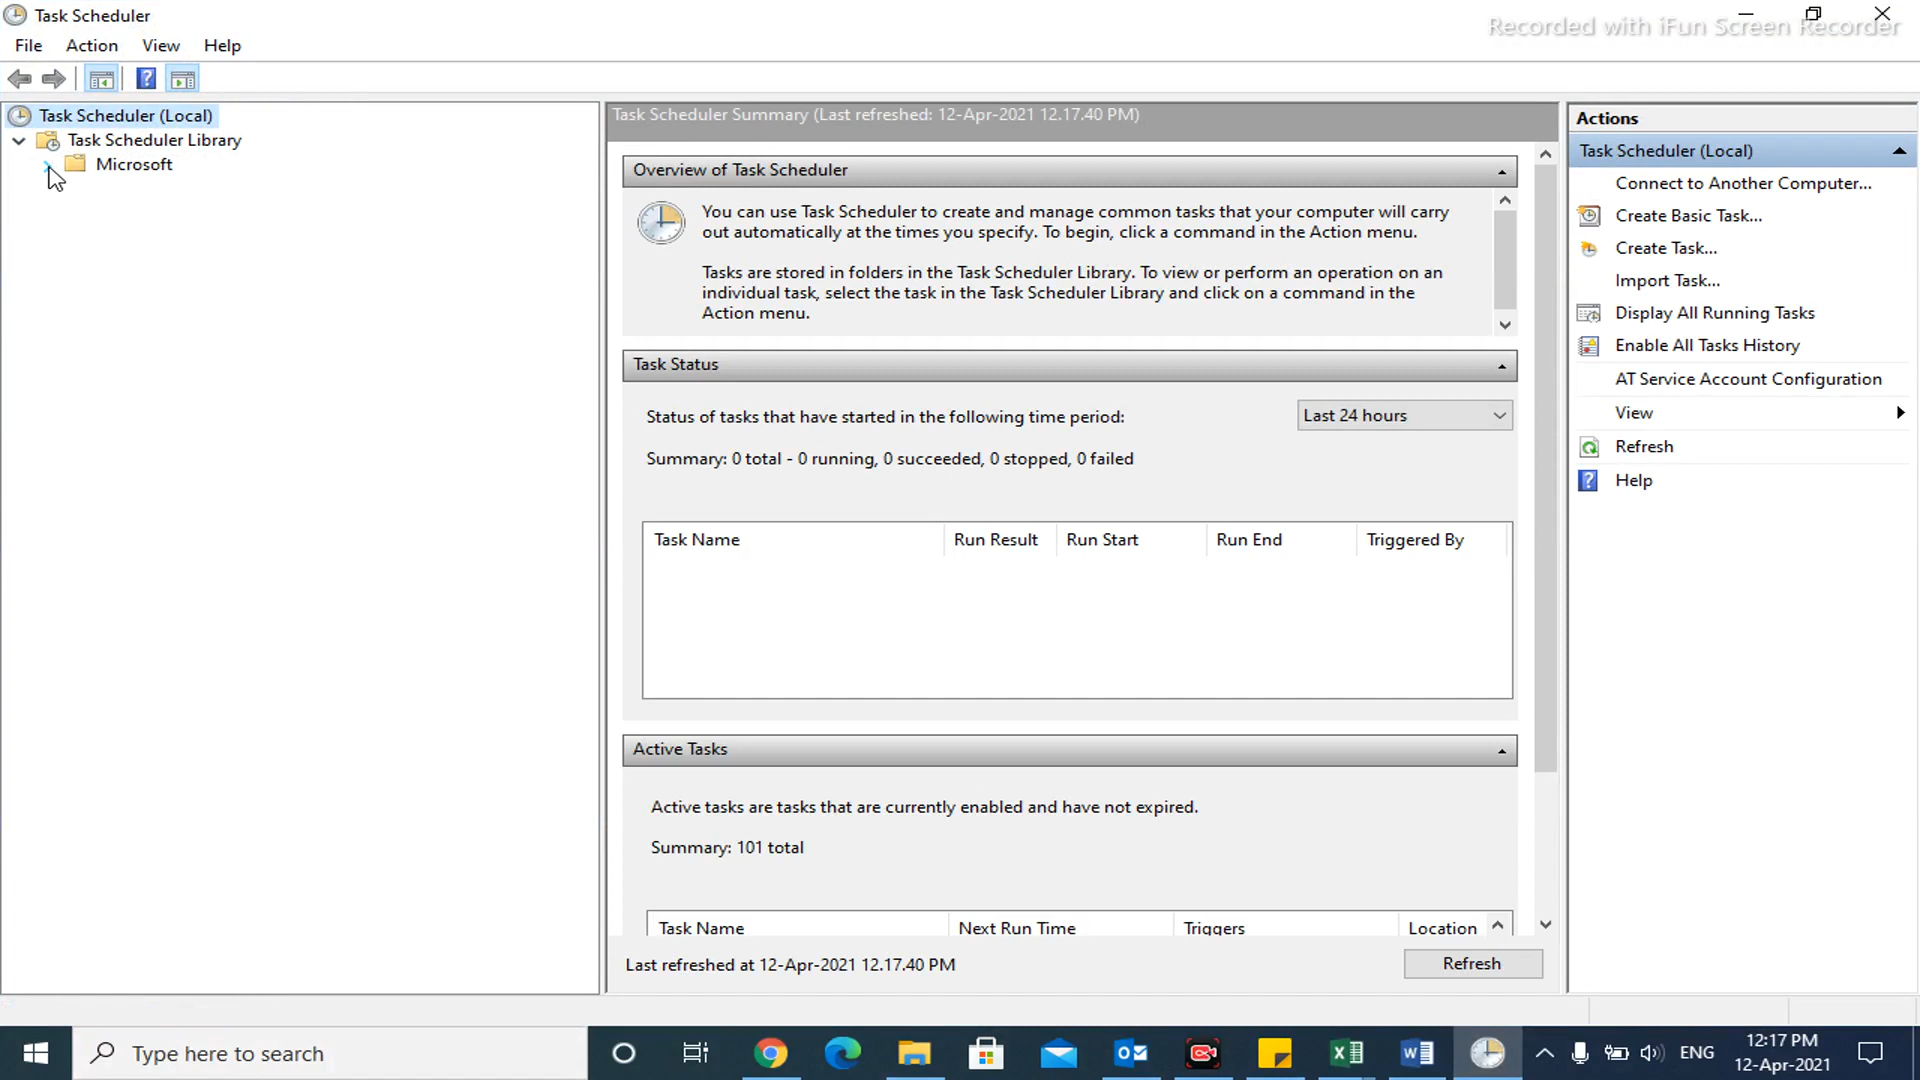 Task Scheduler
Recorded with iFun Screen Recorder
File Action View Help
Task Scheduler (Local)
Task Scheduler Library
Microsoft
Task Scheduler Summary (Last refreshed: 12-Apr-2021 12.17.40 PM)
Overview of Task Scheduler
You can use Task Scheduler to create and manage common tasks that your computer will carry
out automatically at the times you specify. To begin, click a command in the Action menu.
Tasks are stored in folders in the Task Scheduler Library. To view or perform an operation on an
individual task, select the task in the Task Scheduler Library and click on a command in the
Action menu.
Task Status
Status of tasks that have started in the following time period:
Last 24 hours
Summary: 0 total - 0 running, 0 succeeded, 0 stopped, 0 failed
Task Name Run Result Run Start Run End Triggered By
Active Tasks
Active tasks are tasks that are currently enabled and have not expired.
Summary: 101 total
Task Name Next Run Time Triggers Location
Last refreshed at 12-Apr-2021 12.17.40 PM
Refresh
Actions
Task Scheduler (Local)
Connect to Another Computer...
Create Basic Task...
Create Task...
Import Task...
Display All Running Tasks
Enable All Tasks History
AT Service Account Configuration
View
Refresh
Help
Type here to search
ENG
12:17 PM
12-Apr-2021